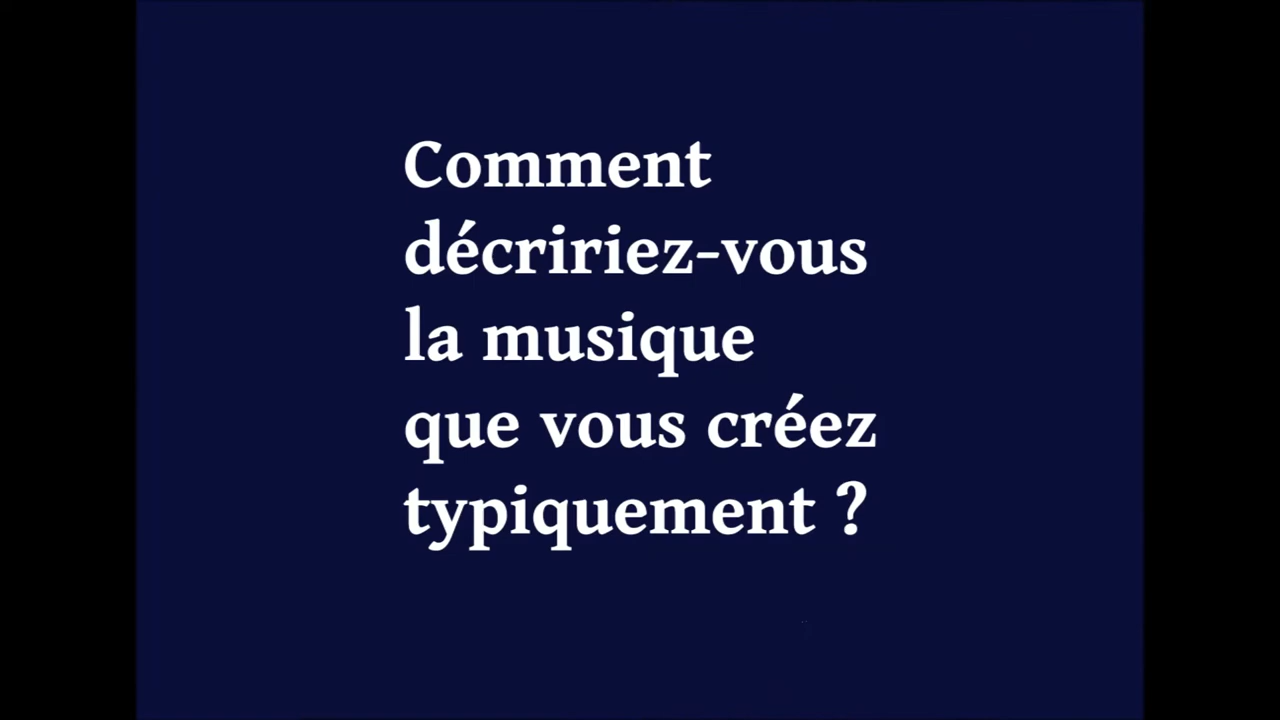 Comment
décririez-vous
la musique
que vous créez
typiquement ?